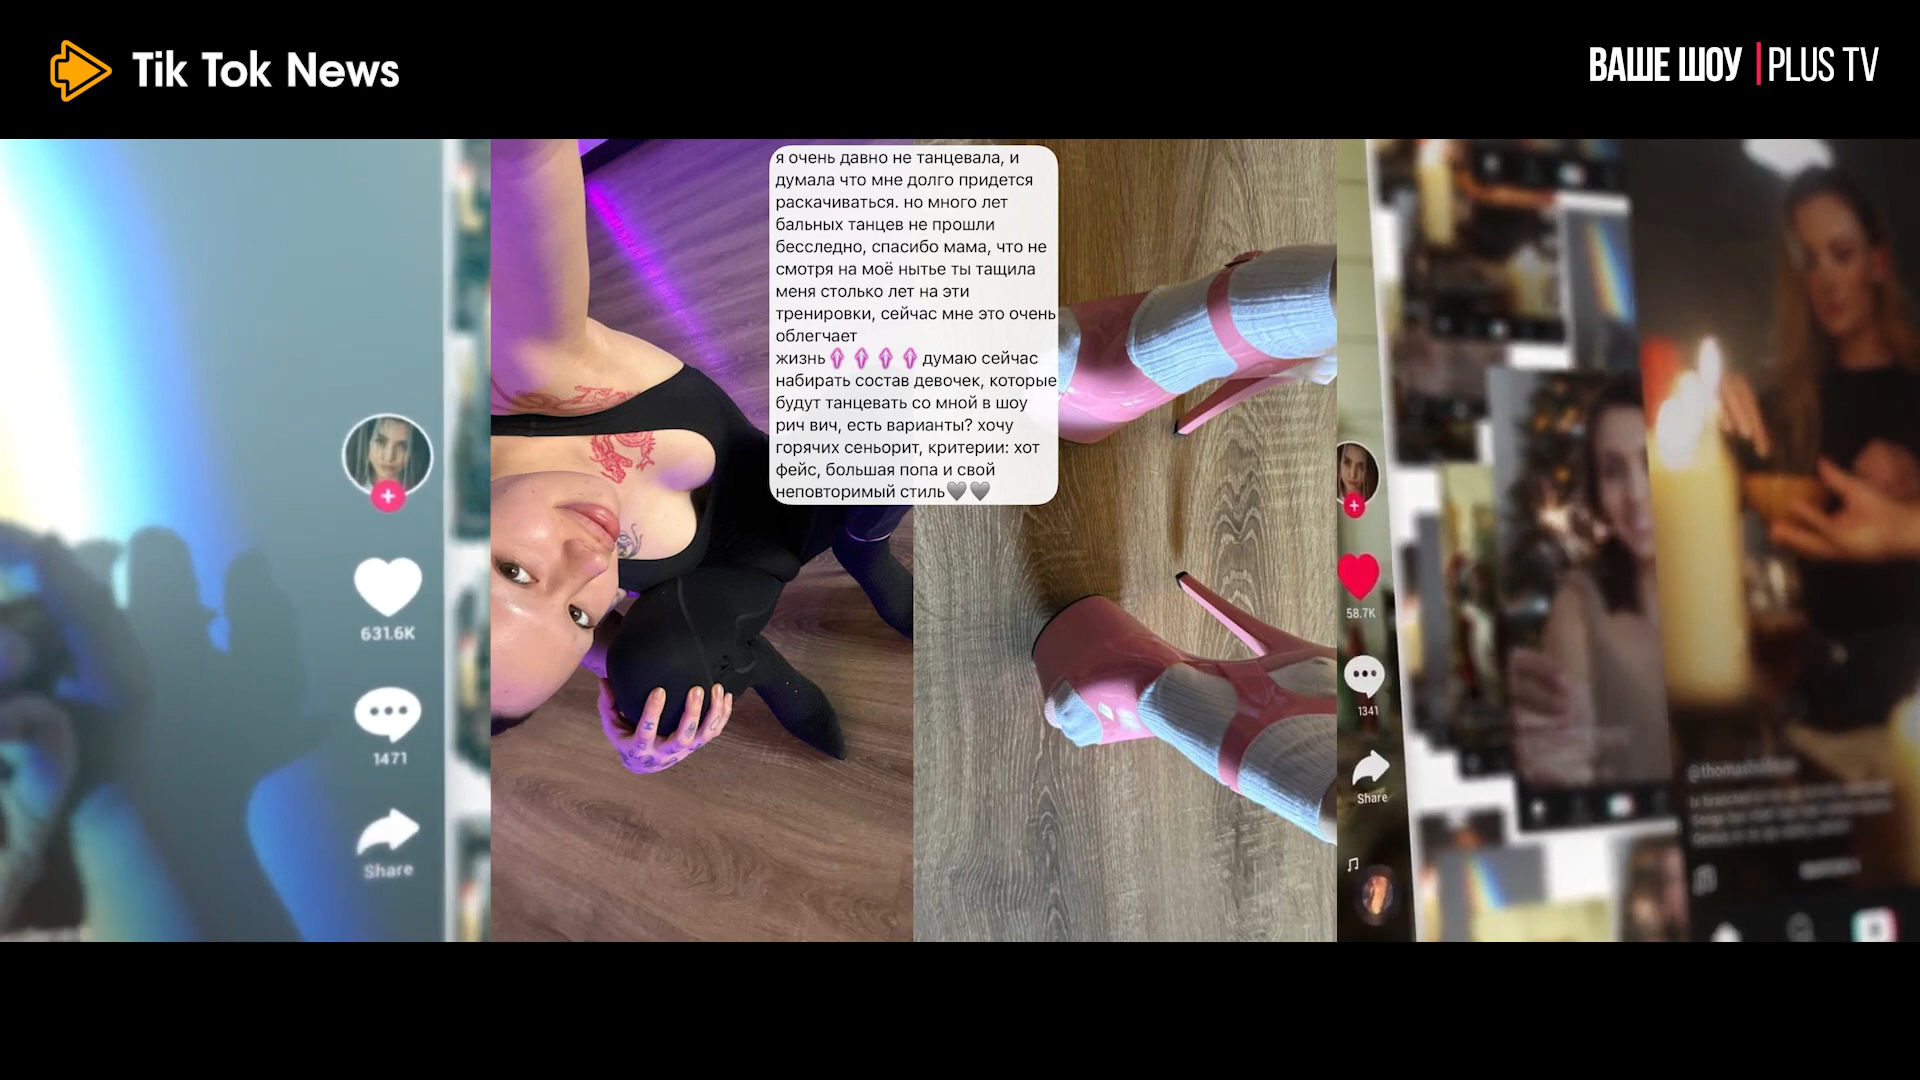 Tik Tok News
ВАШЕ ШОУ | PLUS TV
я очень давно не танцевала, и
думала что мне долго придется
раскачиваться. но много лет
бальных танцев не прошли
бесследно, спасибо мама, что не
смотря на моё нытье ты тащила
меня столько лет на эти
тренировки, сейчас мне это очень
облегчает
жизнь думаю сейчас
набирать состав девочек, которые
будут танцевать со мной в шоу
рич вич, есть варианты? хочу
горячих сеньорит, критерии: хот
фейс, большая попа и свой
неповторимый стиль🖤🖤
631.6K
1471
Share
58.7K
1341
Share